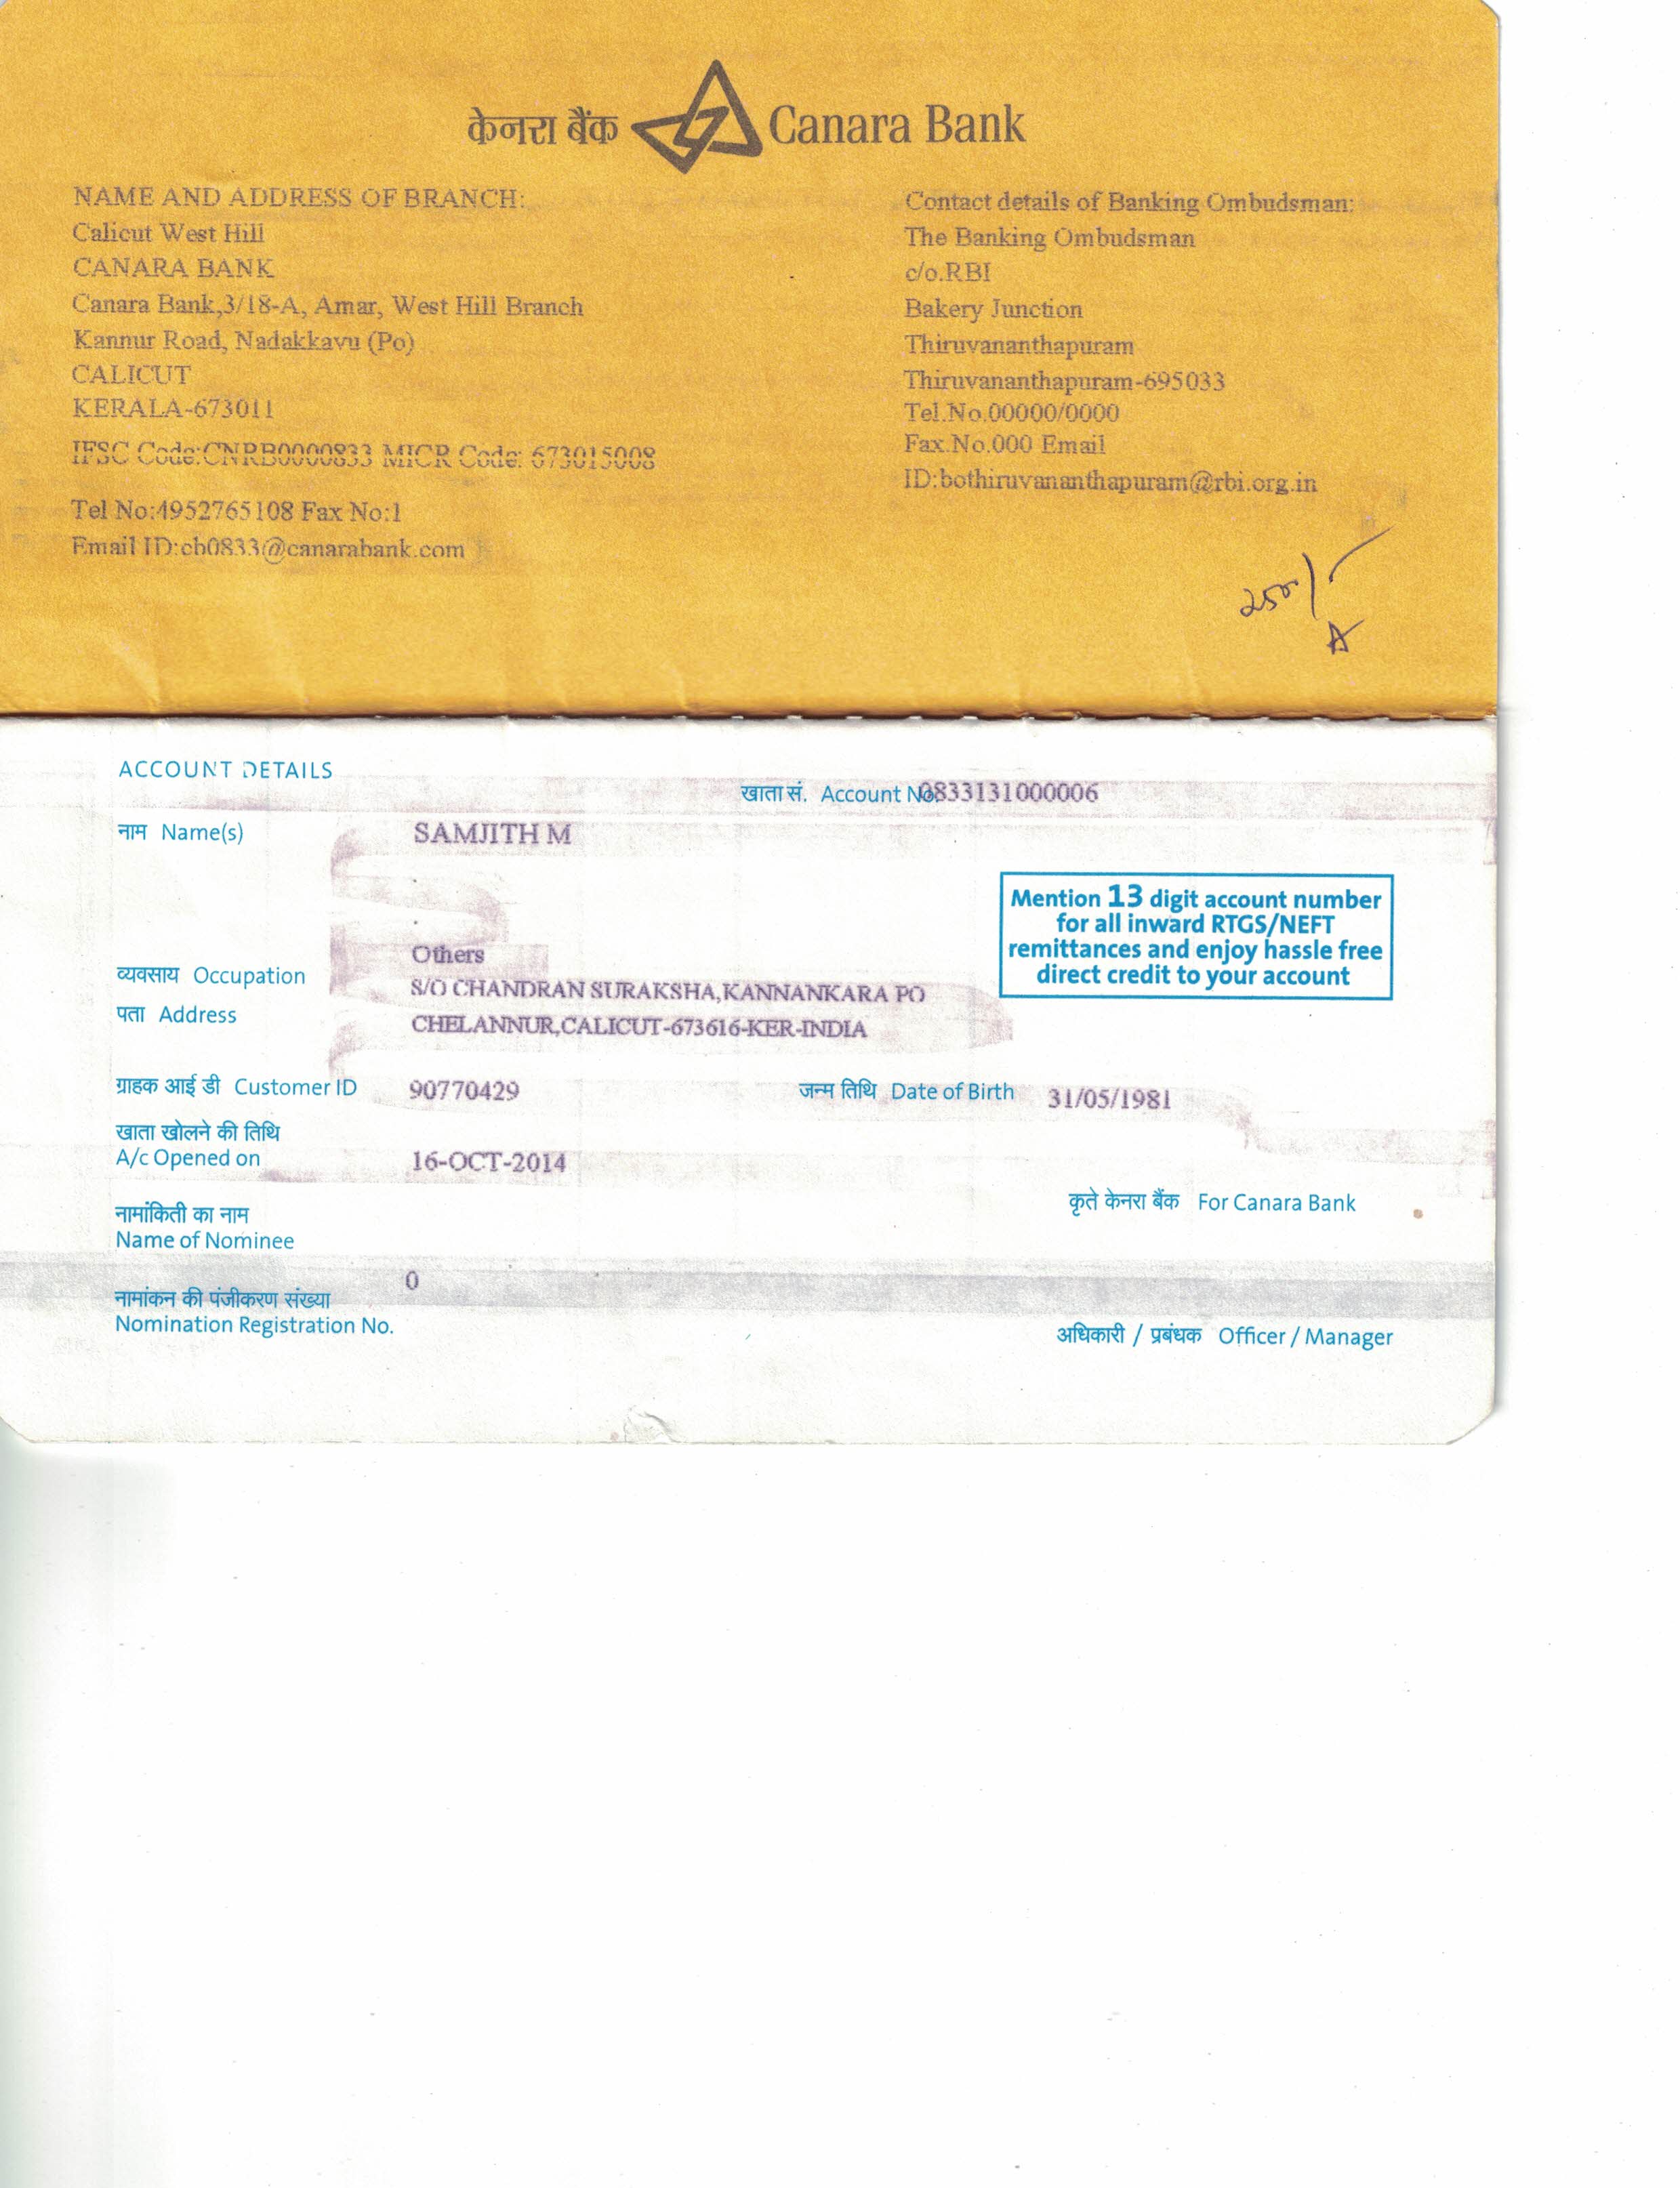 केनरा बैंक Canara Bank
NAME AND ADDRESS OF BRANCH:
Calicut West Hill
CANARA BANK
Canara Bank,3/18-A, Amar, West Hill Branch
Kannur Road, Nadakkavu (Po)
CALICUT
KERALA-673011
IFSC Code:CNRB0000833 MICR Code: 673015008
Tel No:4952765108 Fax No:1
Email ID:cb0833@canarabank.com
Contact details of Banking Ombudsman:
The Banking Ombudsman
c/o.RBI
Bakery Junction
Thiruvananthapuram
Thiruvananthapuram-695033
Tel.No.00000/0000
Fax.No.000 Email
ID:bothiruvananthapuram@rbi.org.in
ACCOUNT DETAILS
खाता सं. Account No. 0833131000006
नाम Name(s) SAMJITH M
Mention 13 digit account number
for all inward RTGS/NEFT
remittances and enjoy hassle free
direct credit to your account
Others
व्यवसाय Occupation
S/O CHANDRAN SURAKSHA,KANNANKARA PO
पता Address
CHELANNUR,CALICUT-673616-KER-INDIA
ग्राहक आई डी Customer ID 90770429
जन्म तिथि Date of Birth 31/05/1981
खाता खोलने की तिथि
A/c Opened on 16-OCT-2014
नामांकिती का नाम
Name of Nominee
कृते केनरा बैंक For Canara Bank
0
नामांकन की पंजीकरण संख्या
Nomination Registration No.
अधिकारी / प्रबंधक Officer / Manager